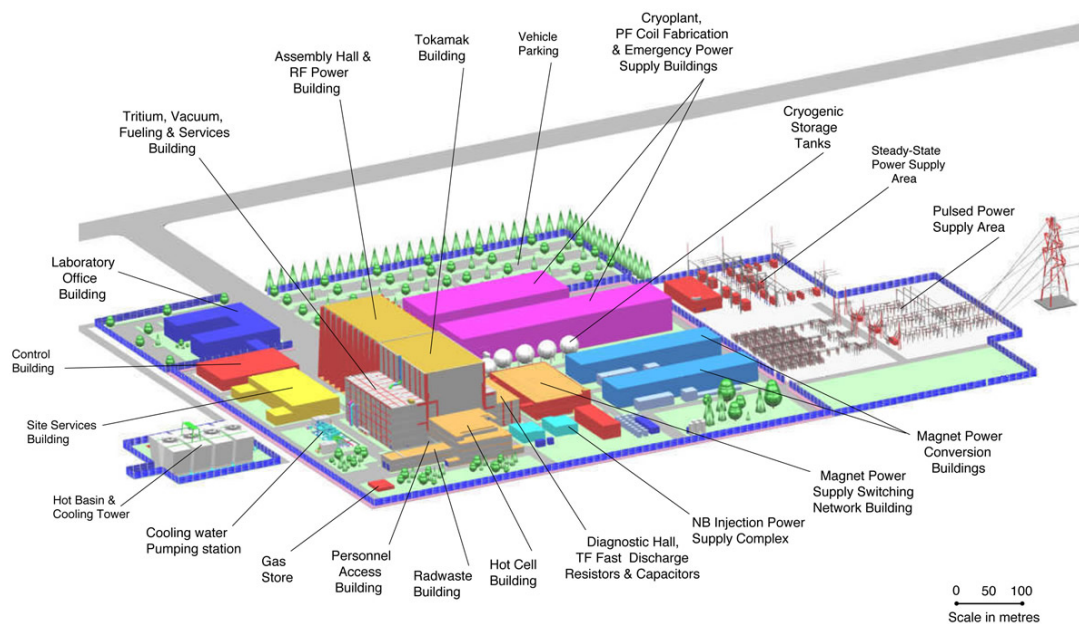 Cryoplant,
PF Coil Fabrication
& Emergency Power
Supply Buildings
Tokamak
Building
Vehicle
Parking
Assembly Hall &
RF Power
Building
Tritium, Vacuum,
Fueling & Services
Building
Cryogenic
Storage
Tanks
Steady-State
Power Supply
Area
Pulsed Power
Supply Area
Laboratory
Office
Building
Control
Building
Site Services
Building
Hot Basin &
Cooling Tower
Cooling water
Pumping station
Gas
Store
Personnel
Access
Building
Radwaste
Building
Hot Cell
Building
Diagnostic Hall,
TF Fast Discharge
Resistors & Capacitors
NB Injection Power
Supply Complex
Magnet Power
Supply Switching
Network Building
Magnet Power
Conversion
Buildings
0 50 100
Scale in metres